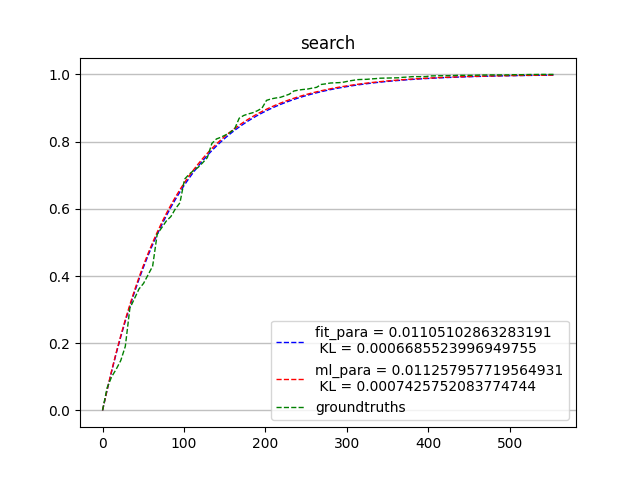 search
1.0
0.8
0.6
0.4
0.2
0.0
fit_para = 0.01105102863283191
KL = 0.0006685523996949755
ml_para = 0.011257957719564931
KL = 0.0007425752083774744
groundtruths
0 100 200 300 400 500